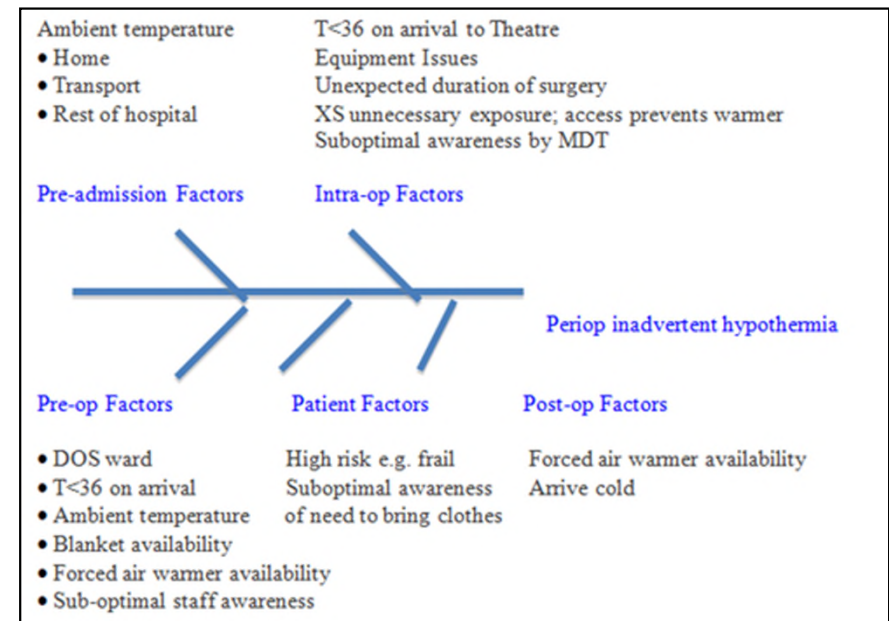 Ambient temperature
• Home
• Transport
• Rest of hospital
T<36 on arrival to Theatre
Equipment Issues
Unexpected duration of surgery
XS unnecessary exposure; access prevents warmer
Suboptimal awareness by MDT
Pre-admission Factors
Intra-op Factors
Periop inadvertent hypothermia
Pre-op Factors
Patient Factors
Post-op Factors
• DOS ward
• T<36 on arrival
• Ambient temperature
• Blanket availability
• Forced air warmer availability
• Sub-optimal staff awareness
High risk e.g. frail
Suboptimal awareness
of need to bring clothes
Forced air warmer availability
Arrive cold